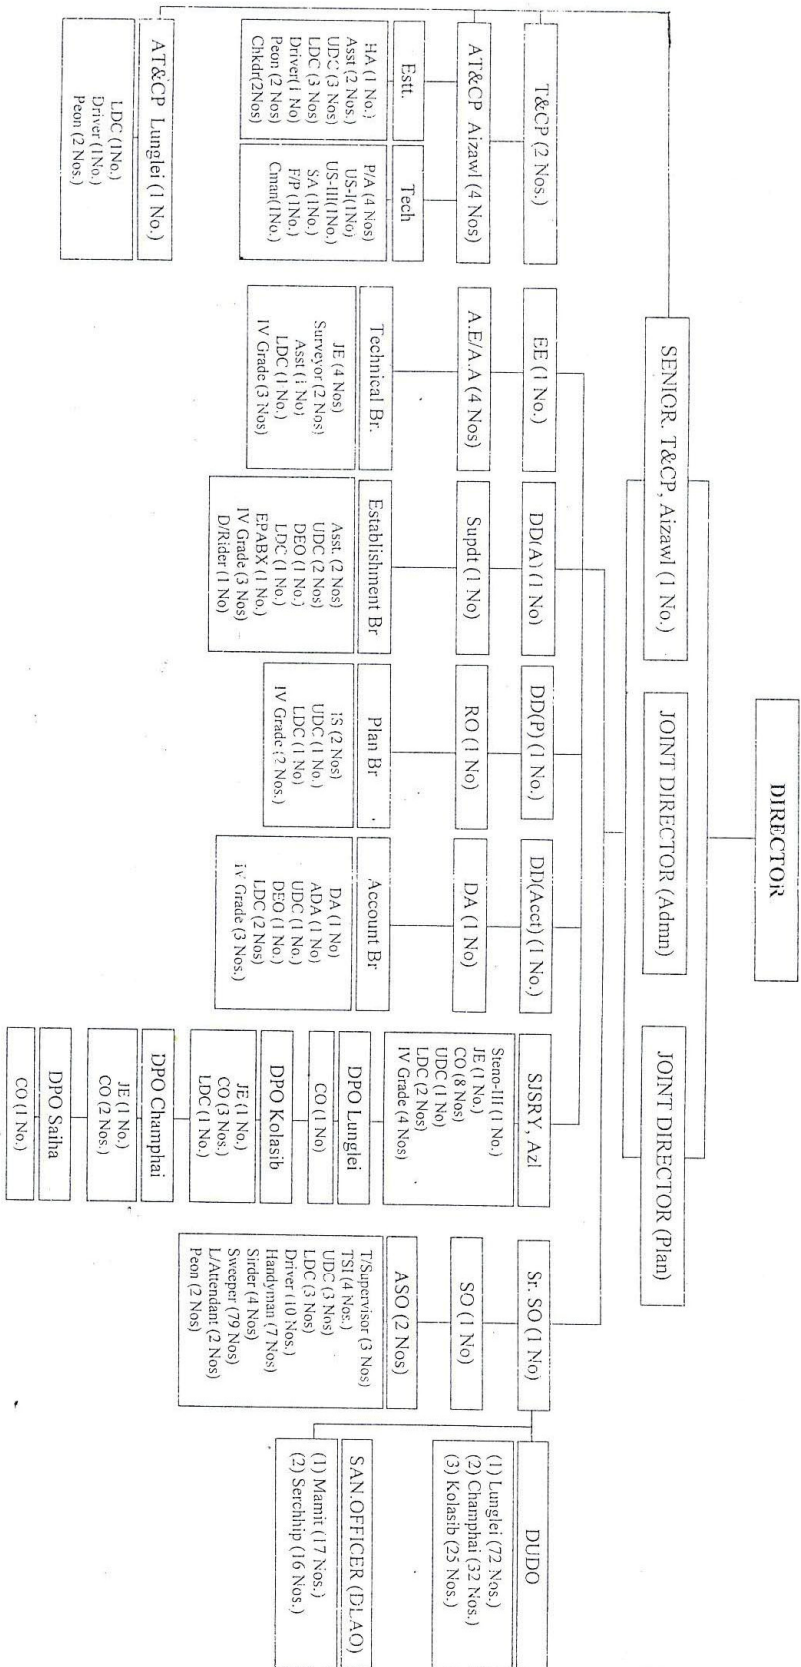 DIRECTOR
SENIOR. T&CP, Aizawl (1 No.)
JOINT DIRECTOR (Admn)
JOINT DIRECTOR (Plan)
T&CP (2 Nos.)
EE (1 No.)
DD(A) (1 No)
DD(P) (1 No.)
DD(Acct) (1 No.)
SJSRY, Azl
Steno-III (1 No.)
JE (1 No.)
CO (8 Nos)
UDC (1 No)
LDC (2 Nos)
IV Grade (4 Nos)
Sr. SO (1 No)
DUDO
(1) Lunglei (72 Nos.)
(2) Champhai (32 Nos.)
(3) Kolasib (25 Nos.)
AT&CP Aizawl (4 Nos)
A.E/A.A (4 Nos)
Supdt (1 No)
RO (1 No)
DA (1 No)
DPO Lunglei
CO (1 No)
SO (1 No)
SAN.OFFICER (DLAO)
(1) Mamit (17 Nos.)
(2) Serchhip (16 Nos.)
Estt.
HA (1 No.)
Asst (2 Nos.)
UDC (3 Nos)
LDC (3 Nos)
Driver(1 No)
Peon (2 Nos)
Chkdr(2Nos)
Tech
P/A (4 Nos)
US-I(1No)
US-III(1No.)
SA (1No.)
F/P (1No.)
Cman(1No.)
Technical Br.
JE (4 Nos)
Surveyor (2 Nos)
Asst (1 No)
LDC (1 No.)
IV Grade (3 Nos)
Establishment Br
Asst. (2 Nos)
UDC (2 Nos)
DEO (1 No.)
LDC (1 No.)
EPABX (1 No.)
IV Grade (3 Nos)
D/Rider (1 No)
Plan Br
IS (2 Nos)
UDC (1 No.)
LDC (1 No)
IV Grade (2 Nos.)
Account Br
DA (1 No)
ADA (1 No)
UDC (1 No.)
DEO (1 No.)
LDC (2 Nos)
IV Grade (3 Nos.)
DPO Kolasib
JE (1 No.)
CO (3 Nos.)
LDC (1 No.)
ASO (2 Nos)
T/Supervisor (3 Nos)
TSI (4 Nos.)
UDC (3 Nos)
LDC (3 Nos)
Driver (10 Nos.)
Handyman (7 Nos)
Sirder (4 Nos)
Sweeper (79 Nos)
L/Attendant (2 Nos)
Peon (2 Nos)
AT&CP Lunglei (1 No.)
LDC (1No.)
Driver (1No.)
Peon (2 Nos.)
DPO Champhai
JE (1 No.)
CO (2 Nos.)
DPO Saiha
CO (1 No.)